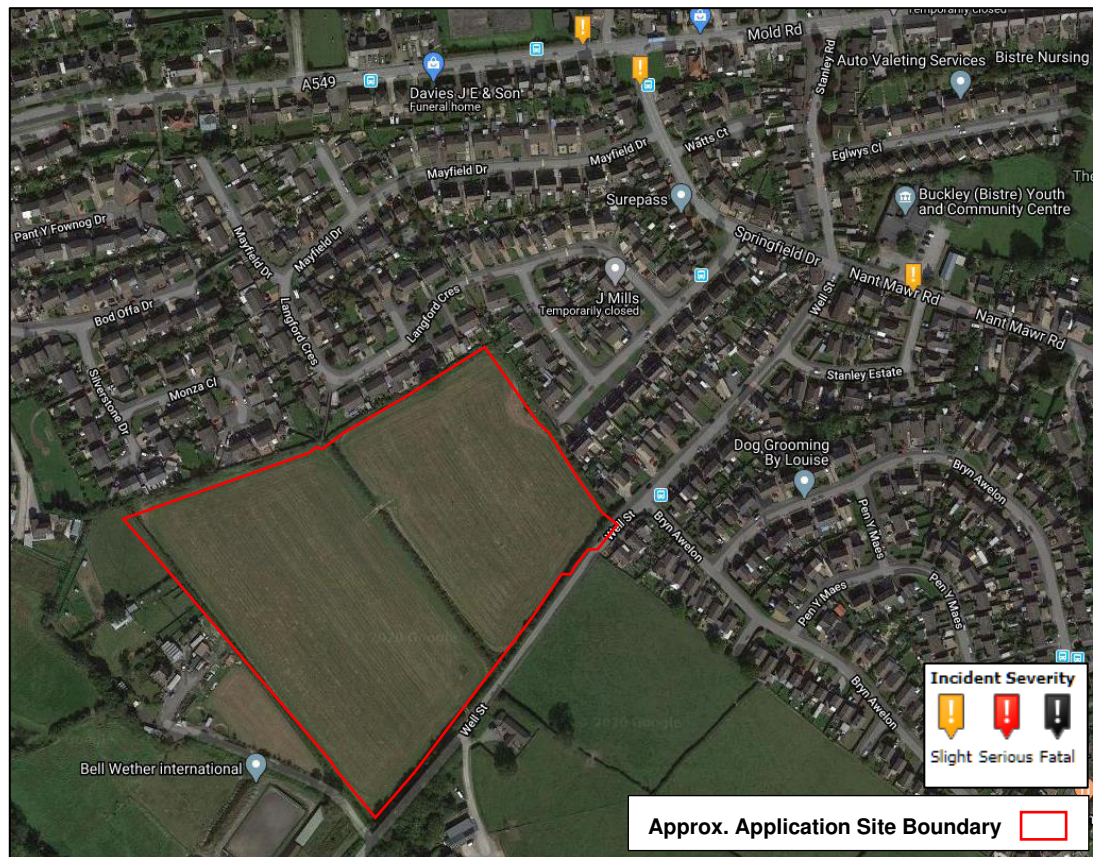 Temporarily closed
Mold Rd
A549
Davies J E & Son
Funeral home
Stanley Rd
Auto Valeting Services
Bistre Nursing
Watts Ct
Mayfield Dr
Mayfield Dr
Eglwys Cl
The
Surepass
Buckley (Bistre) Youth
and Community Centre
Pant Y Fownog Dr
Mayfield Dr
Mayfield Dr
Springfield Dr
J Mills
Temporarily closed
Nant Mawr Rd
Nant Mawr Rd
Well St
Bod Offa Dr
Langford Cres
Langford Cres
Stanley Estate
Silverstone Dr
Monza Cl
Dog Grooming
By Louise
Bryn Awelon
Pen Y Maes
Well St
Bryn Awelon
Pen Y Maes
Pen Y Maes
Bryn Awelon
Well St
Bell Wether international
Incident Severity
Slight Serious Fatal
Approx. Application Site Boundary